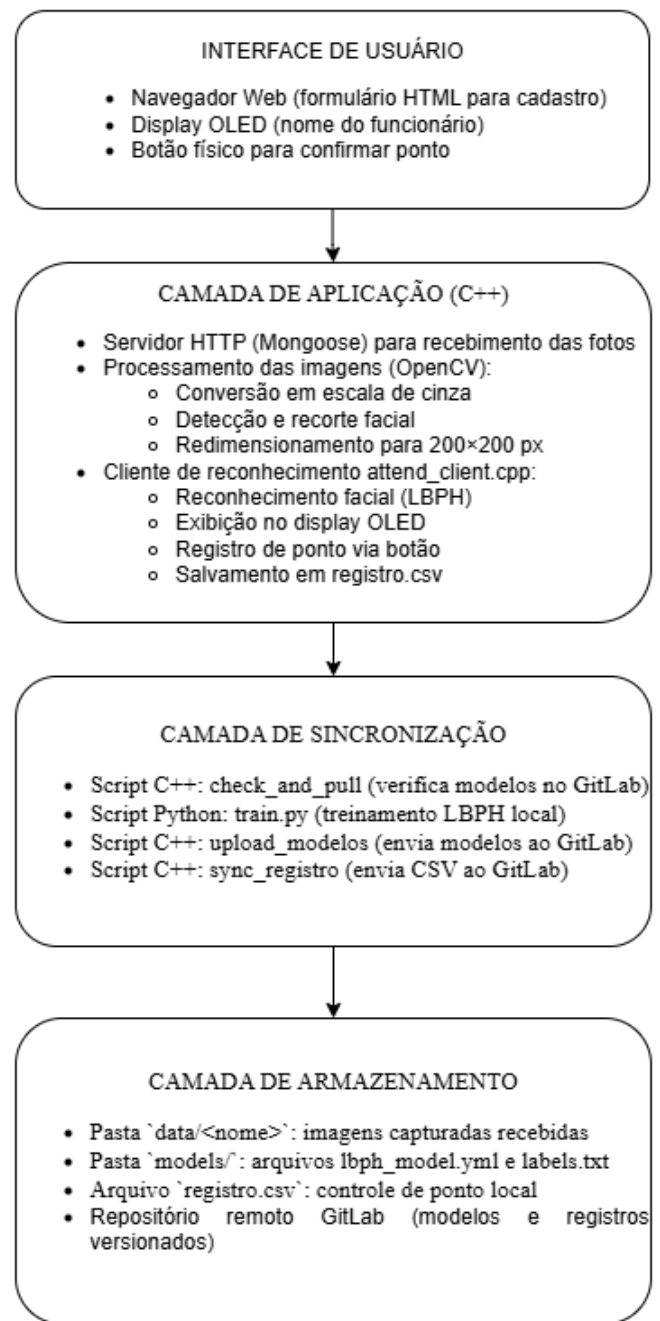 INTERFACE DE USUÁRIO
• Navegador Web (formulário HTML para cadastro)
• Display OLED (nome do funcionário)
• Botão físico para confirmar ponto
CAMADA DE APLICAÇÃO (C++)
• Servidor HTTP (Mongoose) para recebimento das fotos
• Processamento das imagens (OpenCV):
o Conversão em escala de cinza
o Detecção e recorte facial
o Redimensionamento para 200×200 px
• Cliente de reconhecimento attend_client.cpp:
o Reconhecimento facial (LBPH)
o Exibição no display OLED
o Registro de ponto via botão
o Salvamento em registro.csv
CAMADA DE SINCRONIZAÇÃO
• Script C++: check_and_pull (verifica modelos no GitLab)
• Script Python: train.py (treinamento LBPH local)
• Script C++: upload_modelos (envia modelos ao GitLab)
• Script C++: sync_registro (envia CSV ao GitLab)
CAMADA DE ARMAZENAMENTO
• Pasta `data/<nome>`: imagens capturadas recebidas
• Pasta `models/`: arquivos lbph_model.yml e labels.txt
• Arquivo `registro.csv`: controle de ponto local
• Repositório remoto GitLab (modelos e registros
versionados)